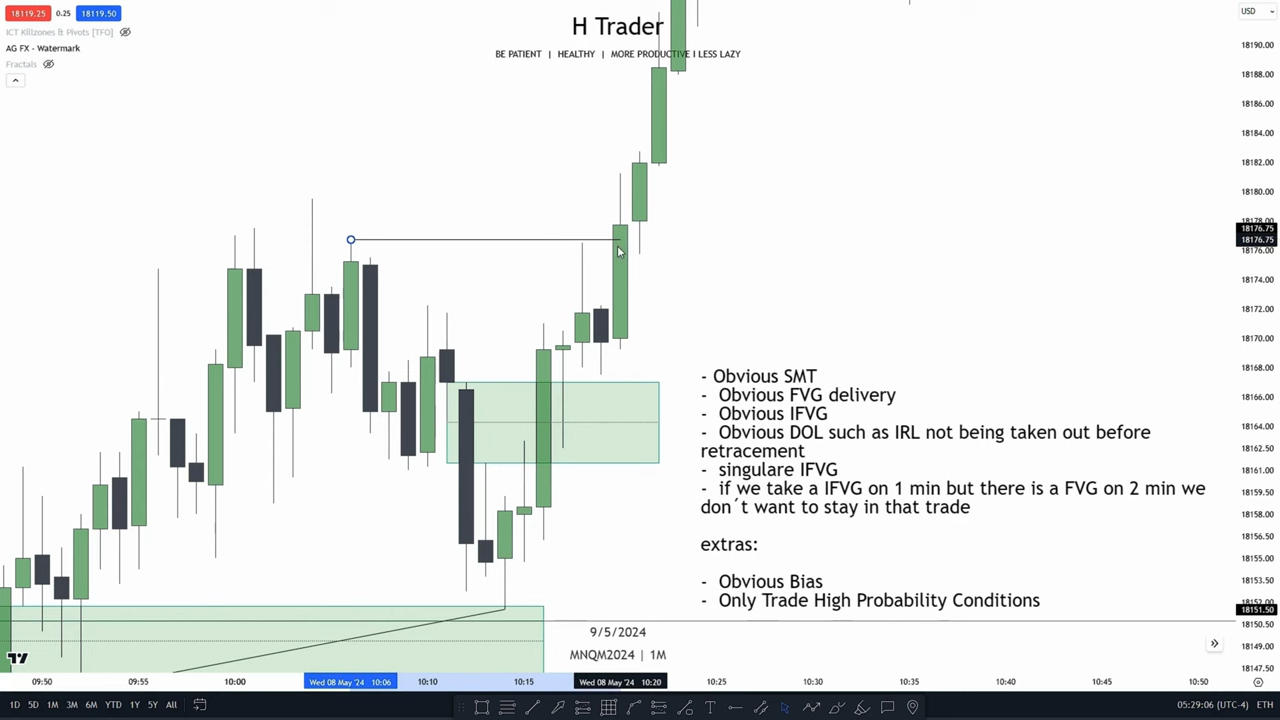 18119.25 0.25 18119.50
ICT Killzones & Pivots [TFO]
AG FX - Watermark
Fractals
H Trader
BE PATIENT | HEALTHY | MORE PRODUCTIVE I LESS LAZY
USD
18190.00
18188.00
18186.00
18184.00
18182.00
18180.00
18178.00
18176.75
18176.75
18176.00
18174.00
18172.00
18170.00
18168.00
18166.00
18164.00
18162.50
18161.00
18159.50
18158.00
18156.50
18155.00
18153.50
18152.00
18151.50
18150.50
18149.00
18147.50
- Obvious SMT
- Obvious FVG delivery
- Obvious IFVG
- Obvious DOL such as IRL not being taken out before
retracement
- singulare IFVG
- if we take a IFVG on 1 min but there is a FVG on 2 min we
don´t want to stay in that trade
extras:
- Obvious Bias
- Only Trade High Probability Conditions
9/5/2024
MNQM2024 | 1M
09:50 09:55 10:00 Wed 08 May '24 10:06 10:10 10:15 Wed 08 May '24 10:20 10:25 10:30 10:35 10:40 10:45 10:50
1D 5D 1M 3M 6M YTD 1Y 5Y All
05:29:06 (UTC-4) ETH